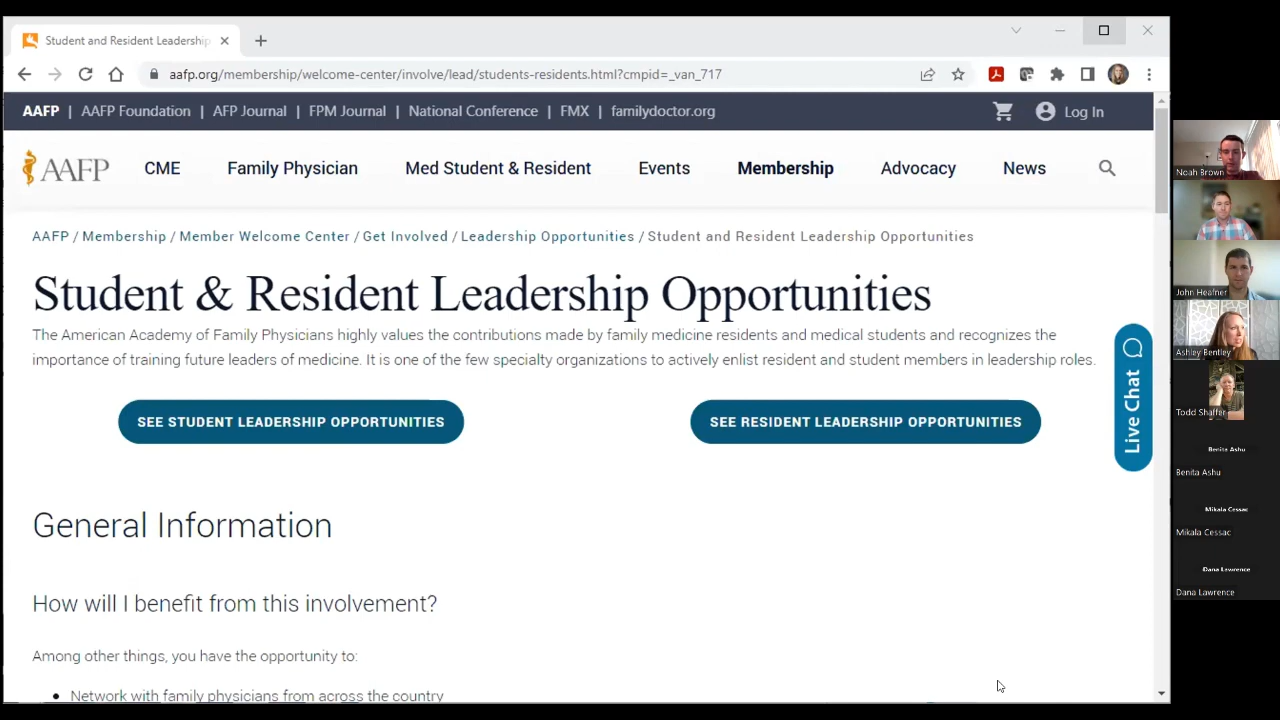 Student and Resident Leadership
aafp.org/membership/welcome-center/involve/lead/students-residents.html?cmpid=_van_717
AAFP | AAFP Foundation | AFP Journal | FPM Journal | National Conference | FMX | familydoctor.org
Log In
AAFP
CME Family Physician Med Student & Resident Events Membership Advocacy News
AAFP / Membership / Member Welcome Center / Get Involved / Leadership Opportunities / Student and Resident Leadership Opportunities
Student & Resident Leadership Opportunities
The American Academy of Family Physicians highly values the contributions made by family medicine residents and medical students and recognizes the
importance of training future leaders of medicine. It is one of the few specialty organizations to actively enlist resident and student members in leadership roles.
SEE STUDENT LEADERSHIP OPPORTUNITIES
SEE RESIDENT LEADERSHIP OPPORTUNITIES
Live Chat
General Information
How will I benefit from this involvement?
Among other things, you have the opportunity to:
• Network with family physicians from across the country
Noah Brown
John Heafner
Ashley Bentley
Todd Shaffer
Benita Ashu
Benita Ashu
Mikala Cessac
Mikala Cessac
Dana Lawrence
Dana Lawrence